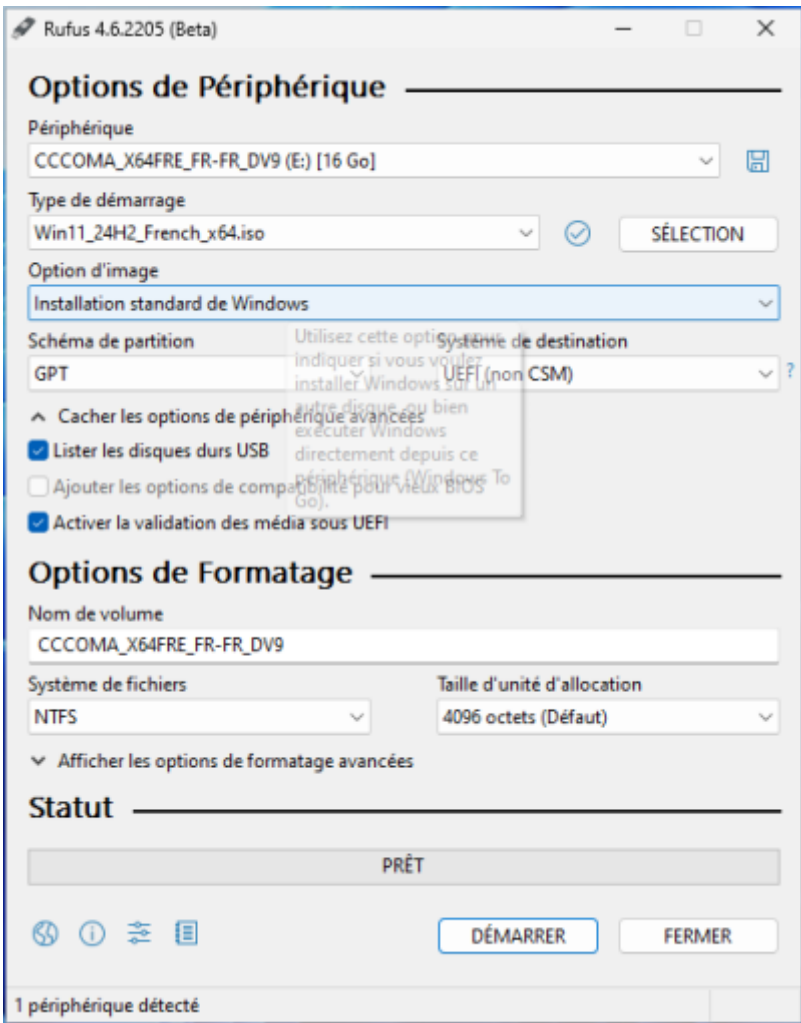 Rufus 4.6.2205 (Beta)
Options de Périphérique
Périphérique
CCCOMA_X64FRE_FR-FR_DV9 (E:) [16 Go]
Type de démarrage
Win11_24H2_French_x64.iso
SÉLECTION
Option d'image
Installation standard de Windows
Schéma de partition
Système de destination
GPT
UEFI (non CSM)
?
Utilisez cette option pour
indiquer si vous voulez
installer Windows sur un
autre disque, ou bien
exécuter Windows
directement depuis ce
périphérique (Windows To
Go).
Cacher les options de périphérique avancées
Lister les disques durs USB
Ajouter les options de compatibilité pour vieux BIOS
Activer la validation des média sous UEFI
Options de Formatage
Nom de volume
CCCOMA_X64FRE_FR-FR_DV9
Système de fichiers
Taille d'unité d'allocation
NTFS
4096 octets (Défaut)
Afficher les options de formatage avancées
Statut
PRÊT
DÉMARRER
FERMER
1 périphérique détecté